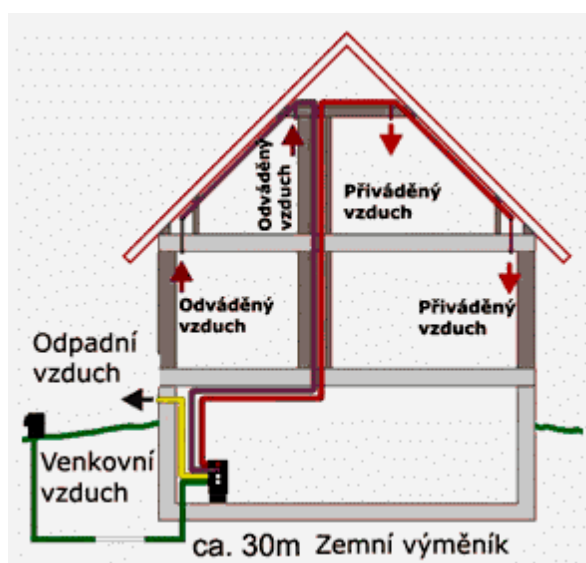 Odváděný
vzduch
Přiváděný
vzduch
Odváděný
vzduch
Přiváděný
vzduch
Odpadní
vzduch
Venkovní
vzduch
ca. 30m Zemní výměník